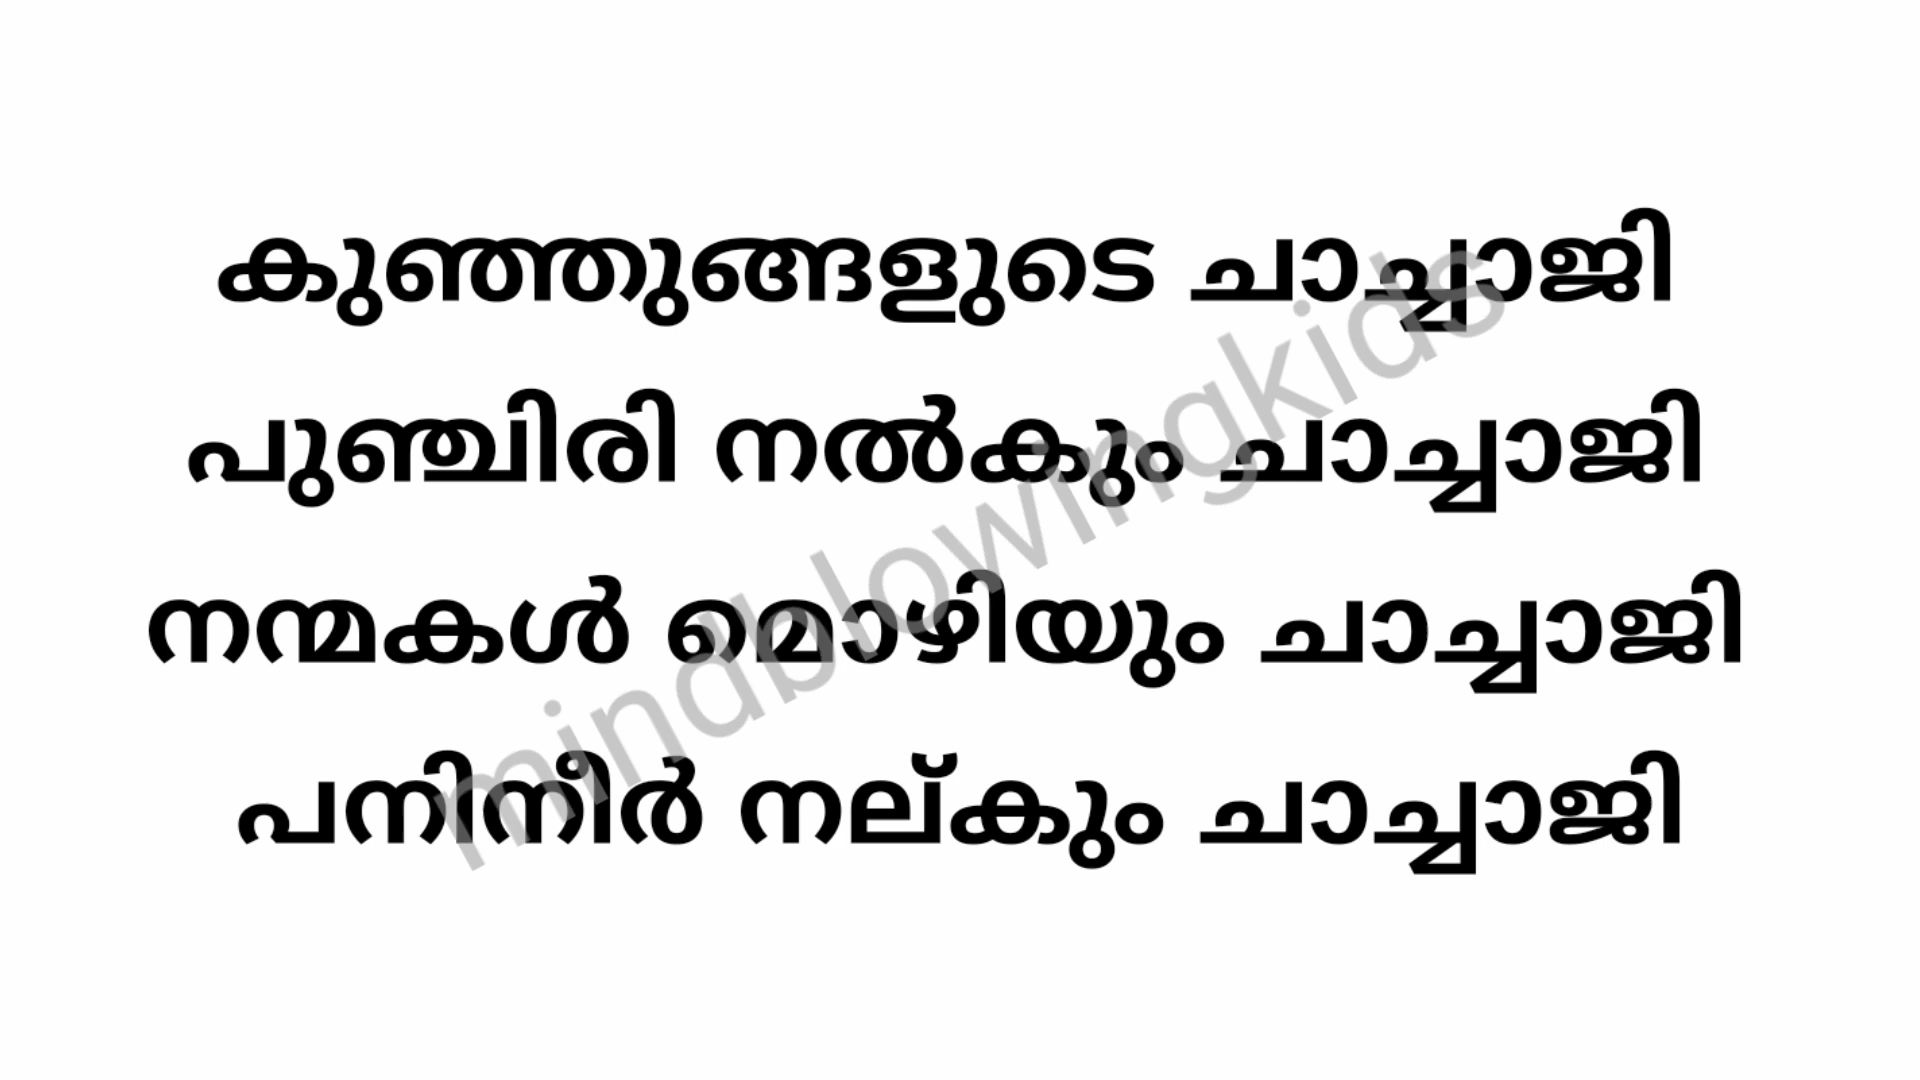 കുഞ്ഞുങ്ങളുടെ ചാച്ചാജി
പുഞ്ചിരി നൽകും ചാച്ചാജി
നന്മകൾ മൊഴിയും ചാച്ചാജി
പനിനീർ നല്കും ചാച്ചാജി
mindblowingkids